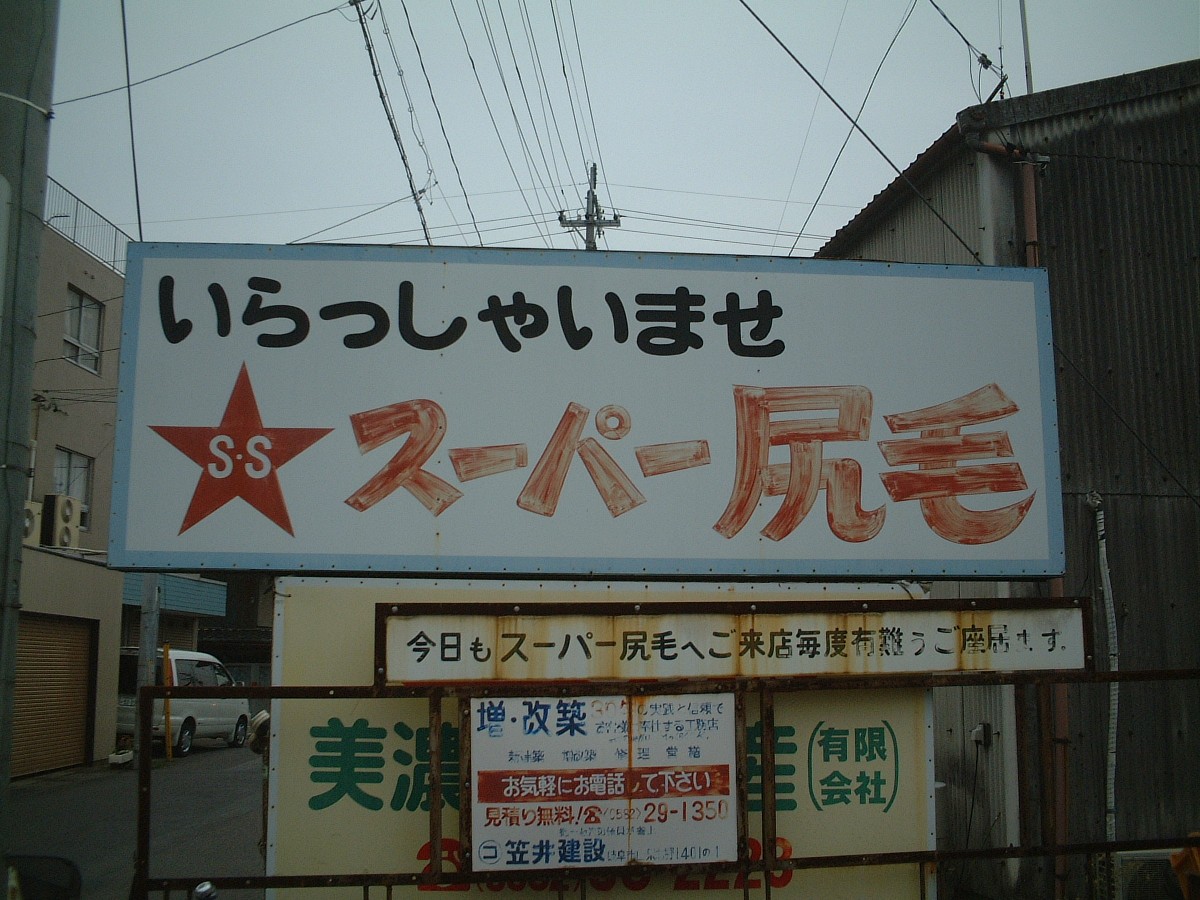 いらっしゃいませ
S·S
スーパー尻毛
今日もスーパー尻毛へご来店毎度有難うご座居ます。
増・改築
お気軽にお電話して下さい
見積り無料!☎(0582)29-1350
コ 笠井建設
美濃
産
(有限会社)